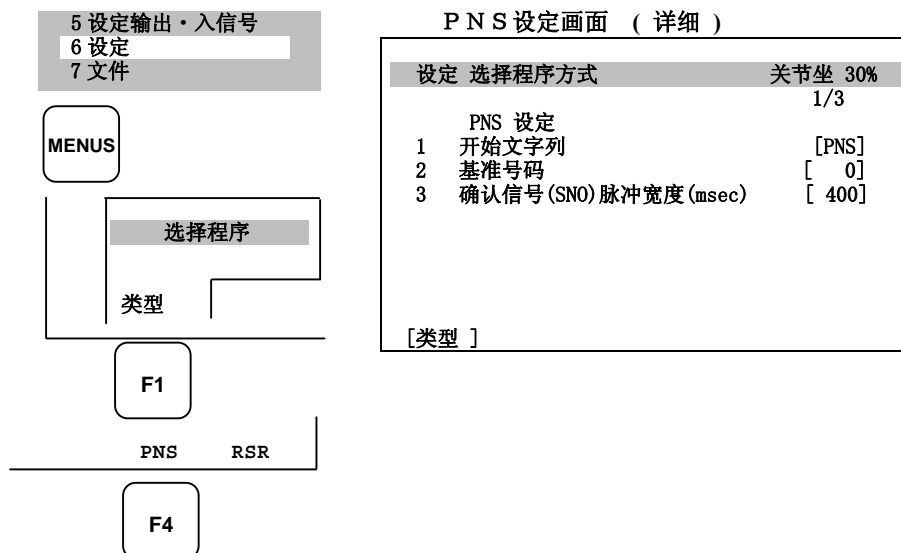 5 设定输出・入信号
6 设定
7 文件
MENUS
选择程序
类型
F1
PNS RSR
F4
ＰＮＳ设定画面 ( 详细 )
设定 选择程序方式 关节坐 30%
1/3
PNS 设定
1 开始文字列 [PNS]
2 基准号码 [ 0]
3 确认信号(SNO)脉冲宽度(msec) [ 400]
[类型 ]